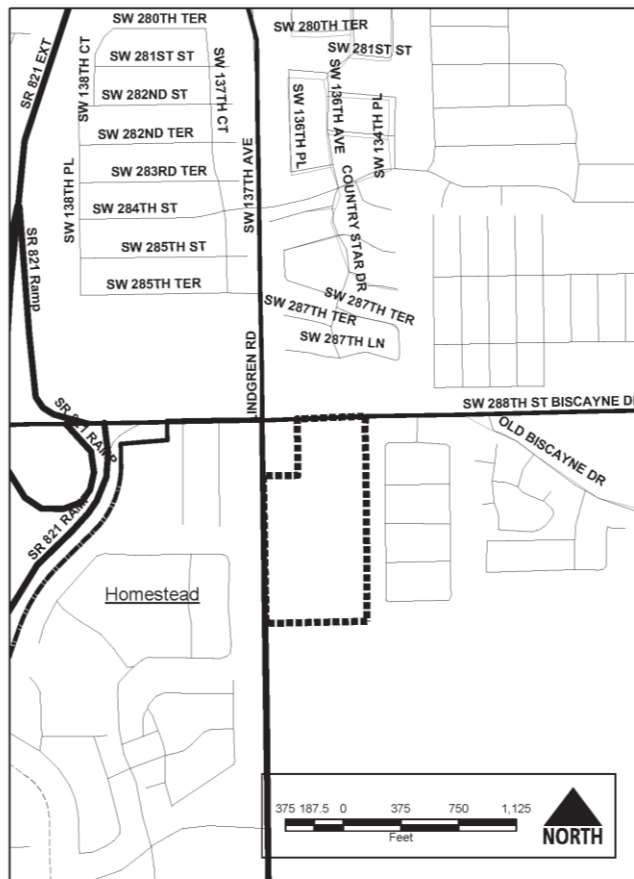 SW 280TH TER
SW 280TH TER
SR 821 EXT
SW 138TH CT
SW 281ST ST
SW 137TH CT
SW 281ST ST
SW 282ND ST
SW 136TH PL
SW 136TH AVE
SW 134TH PL
SW 282ND TER
SW 137TH AVE
SW 138TH PL
SW 283RD TER
COUNTRY STAR DR
SW 284TH ST
SR 821 Ramp
SW 285TH ST
SW 285TH TER
SW 287TH TER
SW 287TH TER
LINDGREN RD
SW 287TH LN
SW 288TH ST BISCAYNE DR
SR 821 RAMP
OLD BISCAYNE DR
SR 821 RAMP
Homestead
375 187.5 0 375 750 1,125
Feet
NORTH